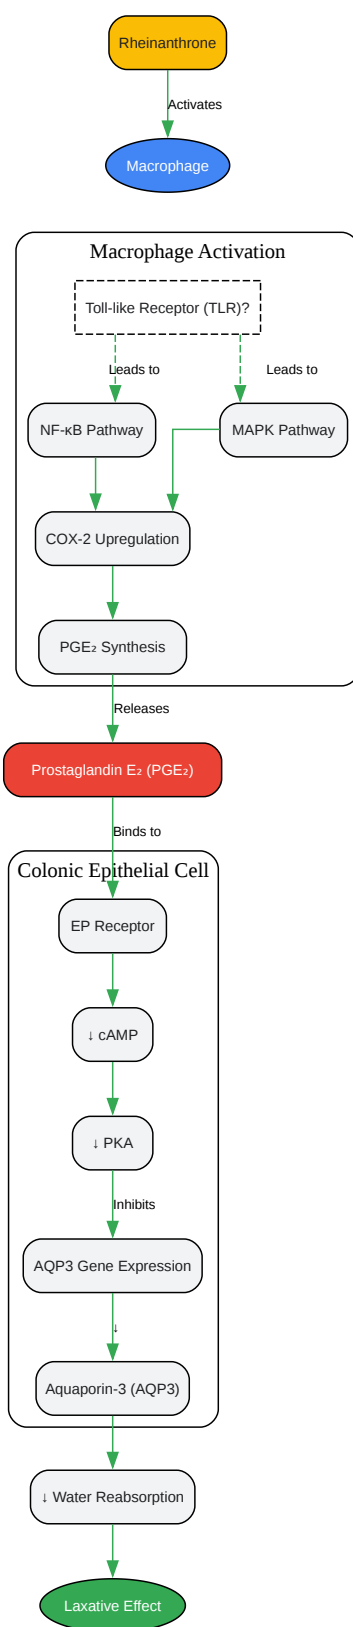 Rheinanthrone
Activates
Macrophage
Macrophage Activation
Toll-like Receptor (TLR)?
Leads to
Leads to
NF-κB Pathway
MAPK Pathway
COX-2 Upregulation
PGE₂ Synthesis
Releases
Prostaglandin E₂ (PGE₂)
Binds to
Colonic Epithelial Cell
EP Receptor
↓ cAMP
↓ PKA
Inhibits
AQP3 Gene Expression
↓
Aquaporin-3 (AQP3)
↓ Water Reabsorption
Laxative Effect